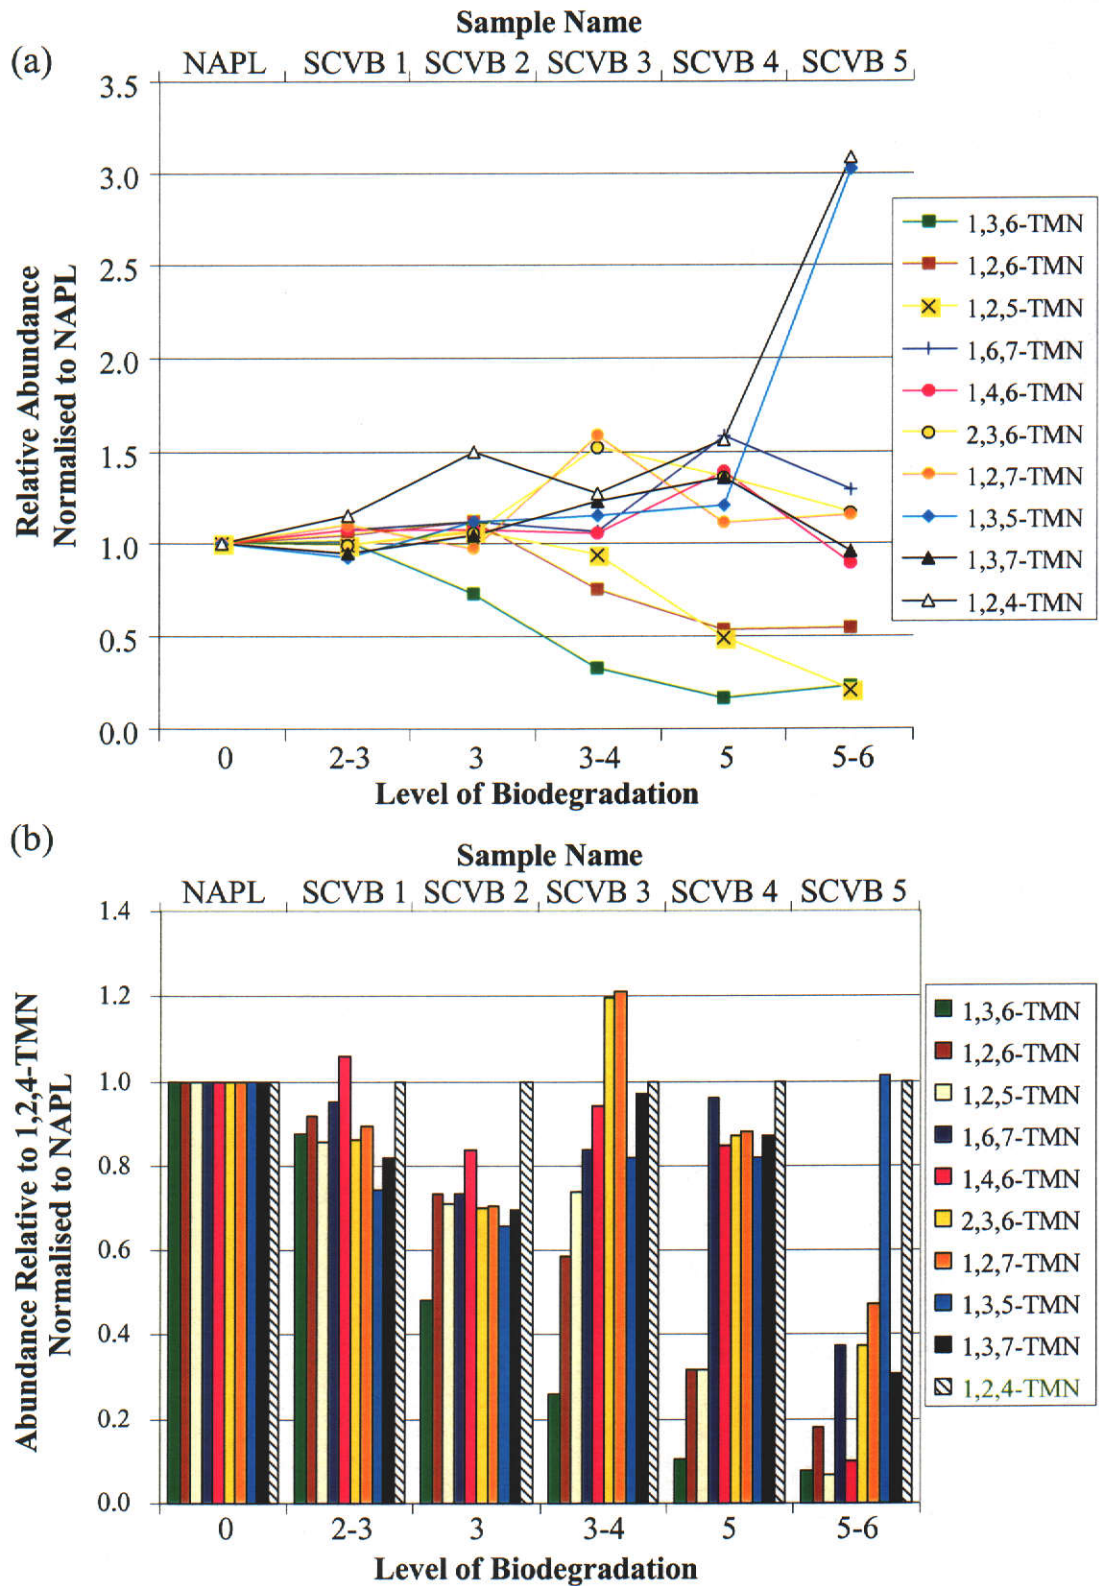 (a)
Sample Name
NAPL SCVB 1 SCVB 2 SCVB 3 SCVB 4 SCVB 5
Relative Abundance
Normalised to NAPL
3.5
3.0
2.5
2.0
1.5
1.0
0.5
0.0
0 2-3 3 3-4 5 5-6
Level of Biodegradation
1,3,6-TMN
1,2,6-TMN
1,2,5-TMN
1,6,7-TMN
1,4,6-TMN
2,3,6-TMN
1,2,7-TMN
1,3,5-TMN
1,3,7-TMN
1,2,4-TMN
(b)
Sample Name
NAPL SCVB 1 SCVB 2 SCVB 3 SCVB 4 SCVB 5
Abundance Relative to 1,2,4-TMN
Normalised to NAPL
1.4
1.2
1.0
0.8
0.6
0.4
0.2
0.0
0 2-3 3 3-4 5 5-6
Level of Biodegradation
1,3,6-TMN
1,2,6-TMN
1,2,5-TMN
1,6,7-TMN
1,4,6-TMN
2,3,6-TMN
1,2,7-TMN
1,3,5-TMN
1,3,7-TMN
1,2,4-TMN